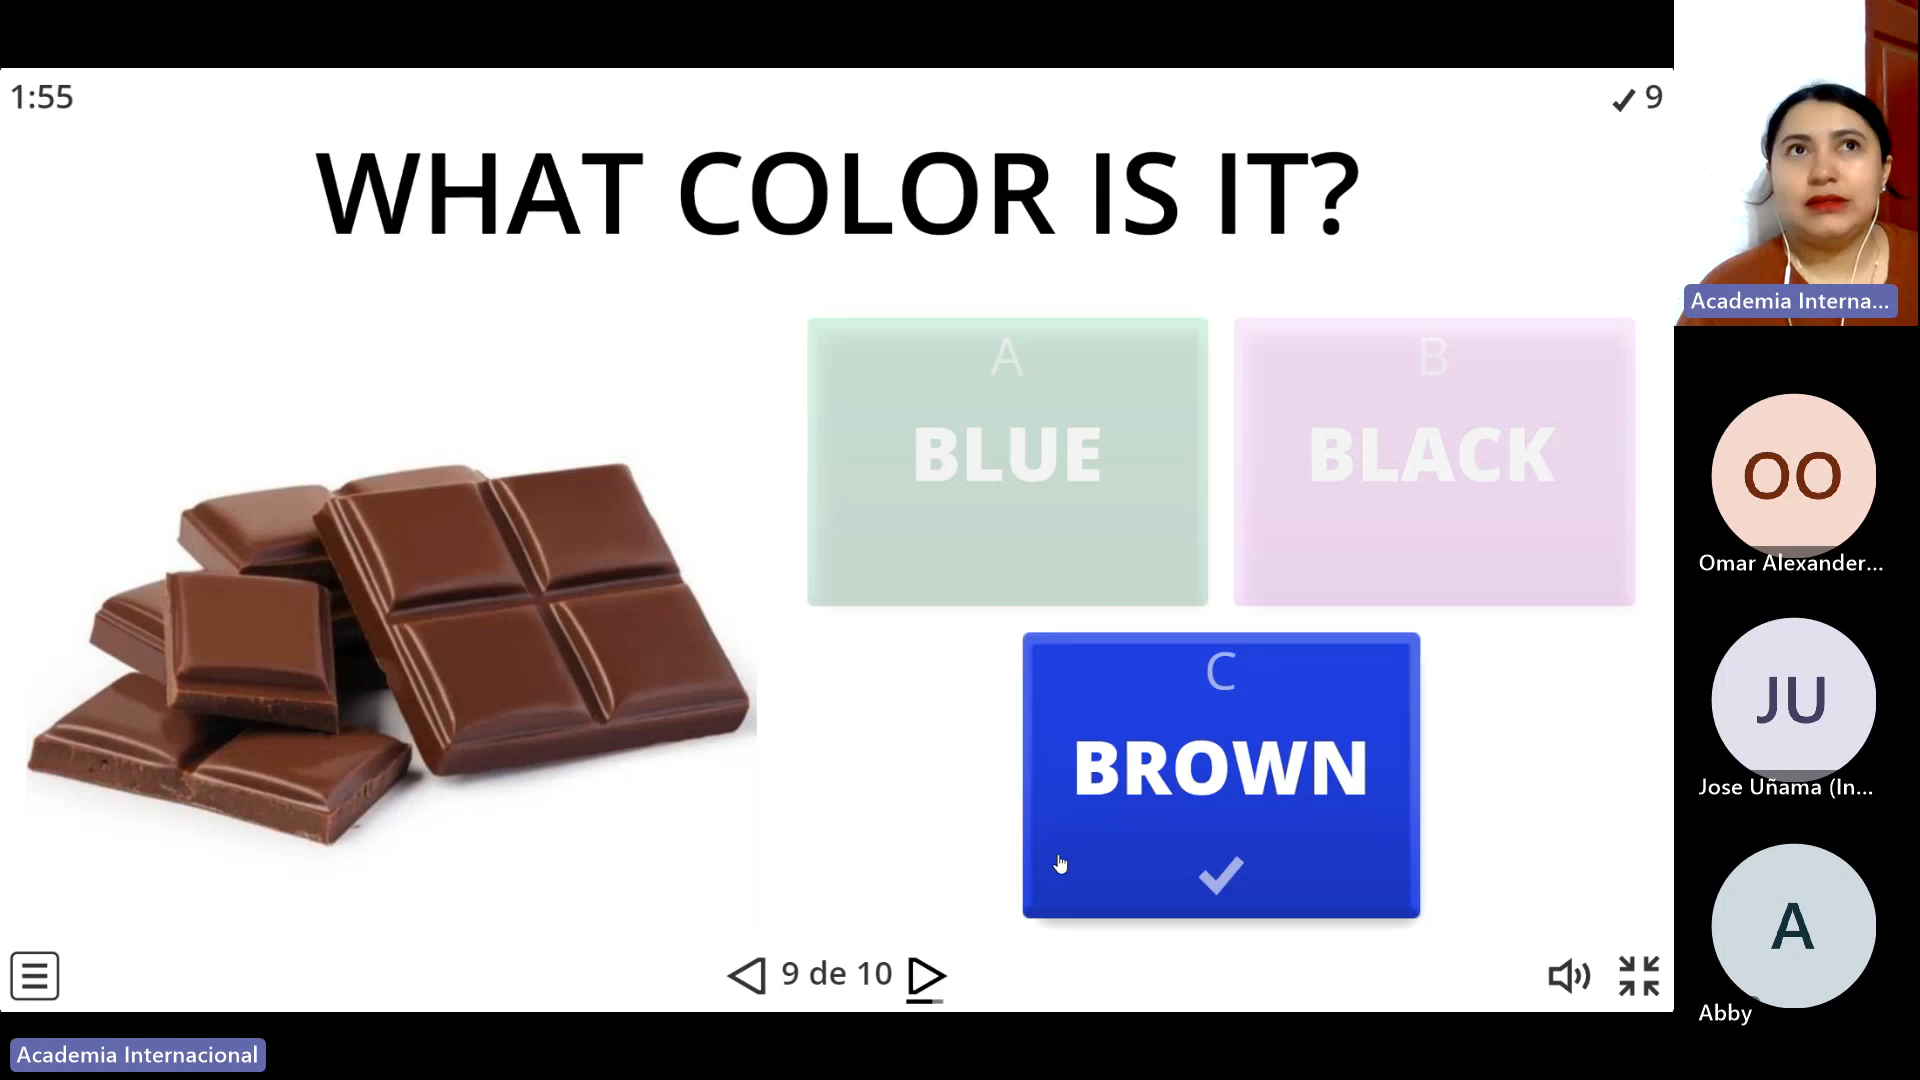 1:55
9
WHAT COLOR IS IT?
A
BLUE
B
BLACK
C
BROWN
9 de 10
Academia Internacional
Academia Interna...
OO
Omar Alexander...
JU
Jose Uñama (In...
A
Abby